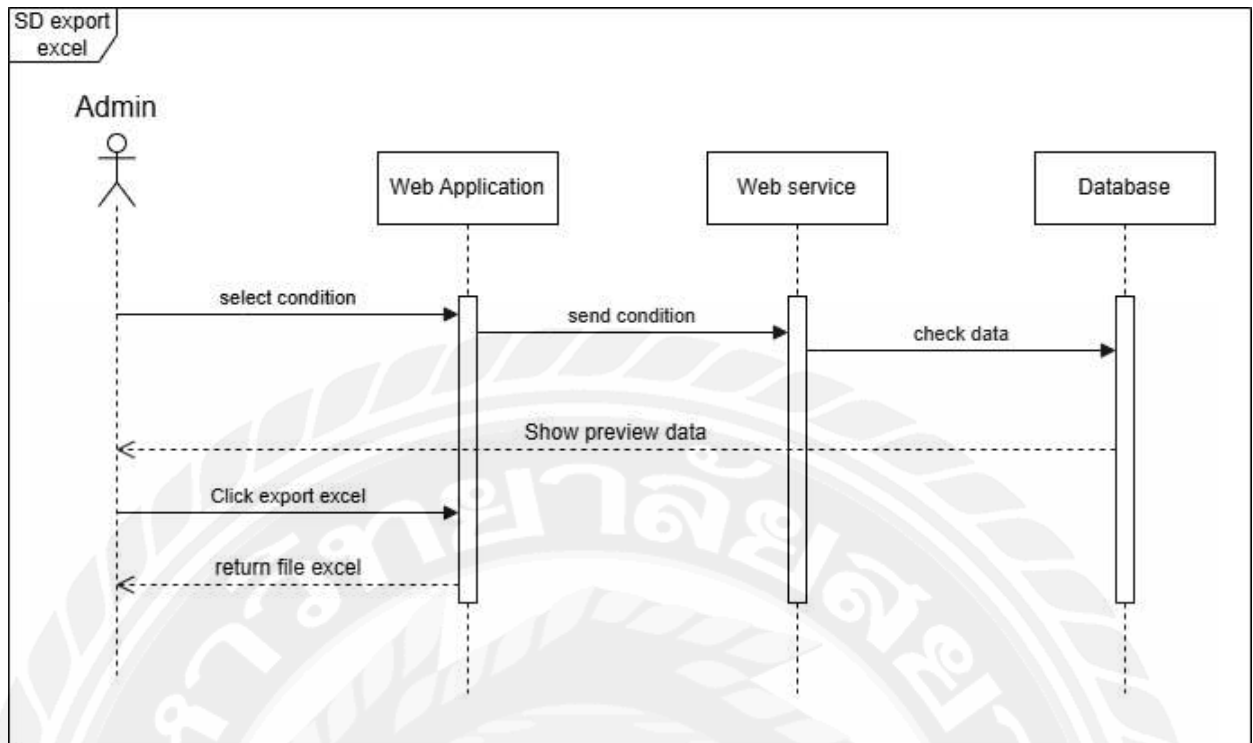 SD export
excel
Admin
Web Application
Web service
Database
select condition
send condition
check data
Show preview data
Click export excel
return file excel